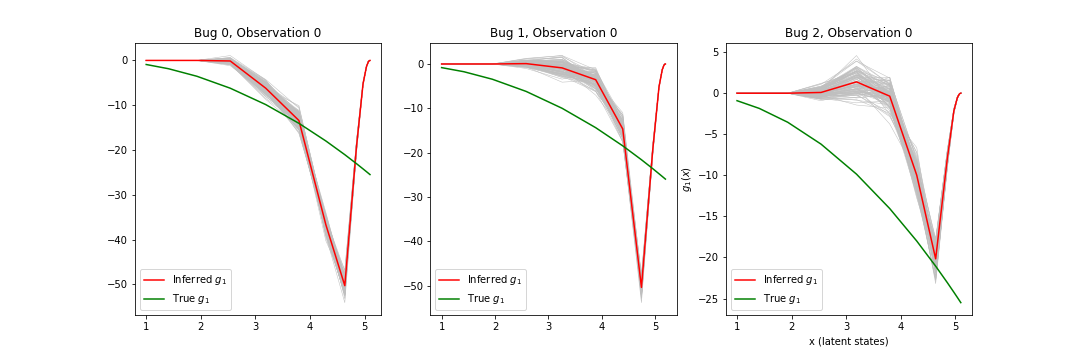 Bug 0, Observation 0
0
−10
−20
−30
−40
−50
1 2 3 4 5
Inferred g₁
True g₁
Bug 1, Observation 0
0
−10
−20
−30
−40
−50
1 2 3 4 5
Inferred g₁
True g₁
Bug 2, Observation 0
5
0
−5
−10
−15
−20
−25
g₁(x)
1 2 3 4 5
x (latent states)
Inferred g₁
True g₁